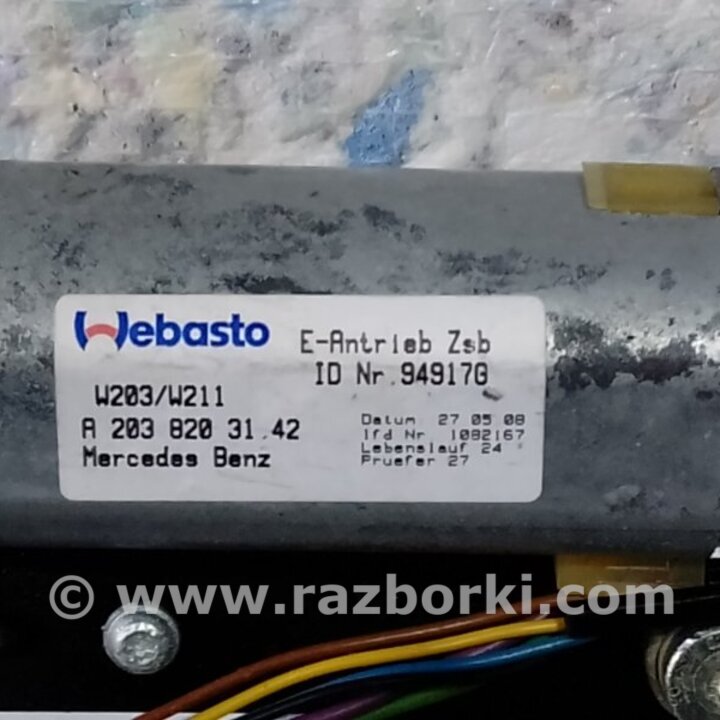 Webasto
E-Antrieb Zsb
ID Nr.94917G
W203/W211
A 203 820 31.42
Mercedes Benz
Datum 27 05 08
lfd Nr 1082167
Lebenslauf 24
Pruefer 27
© www.razborki.com